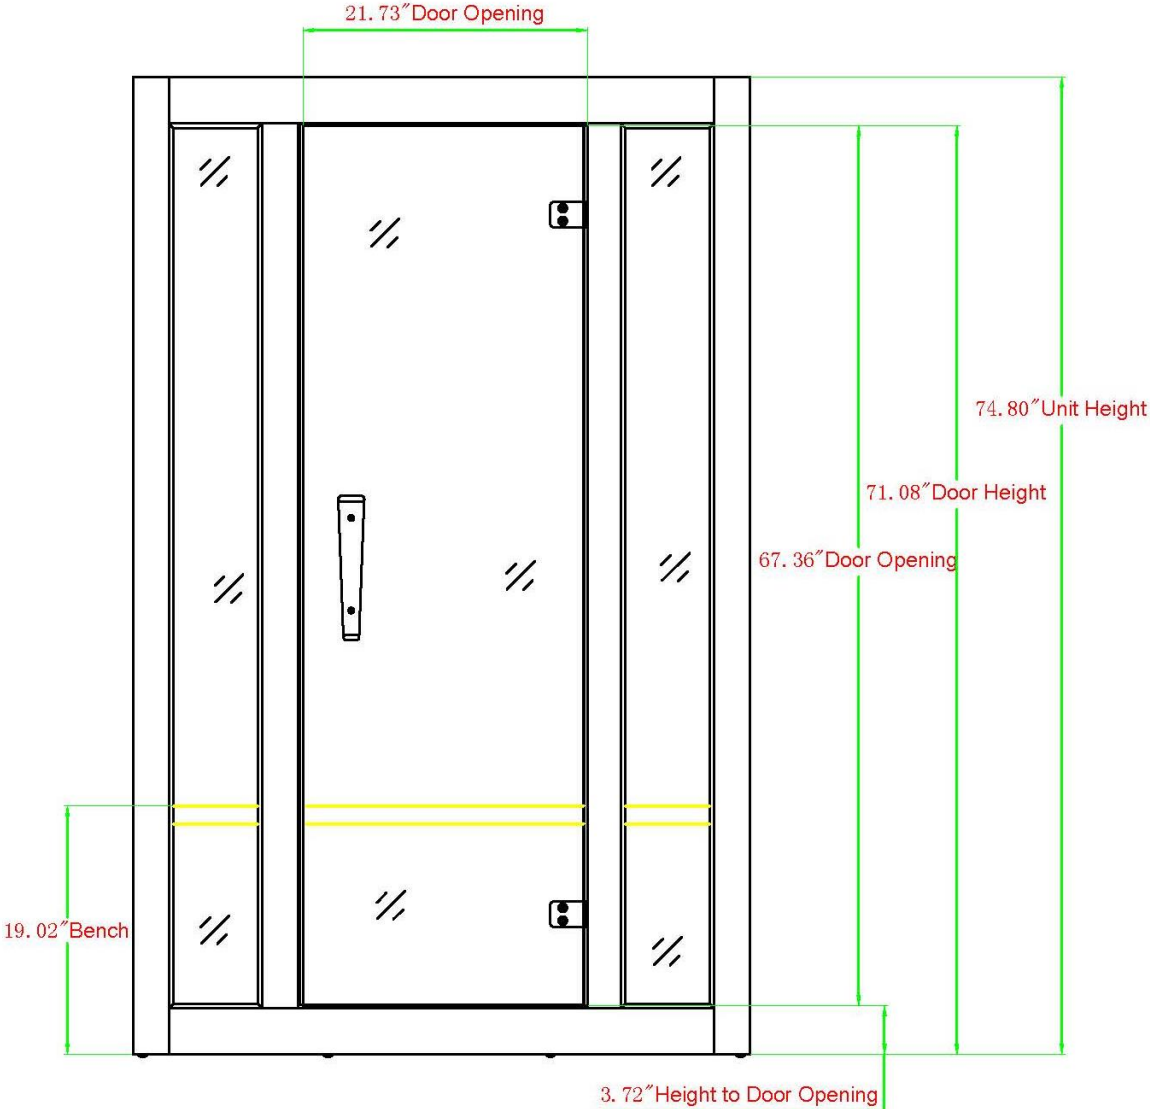 21.73"Door Opening
74.80"Unit Height
71.08"Door Height
67.36"Door Opening
19.02"Bench
3.72"Height to Door Opening